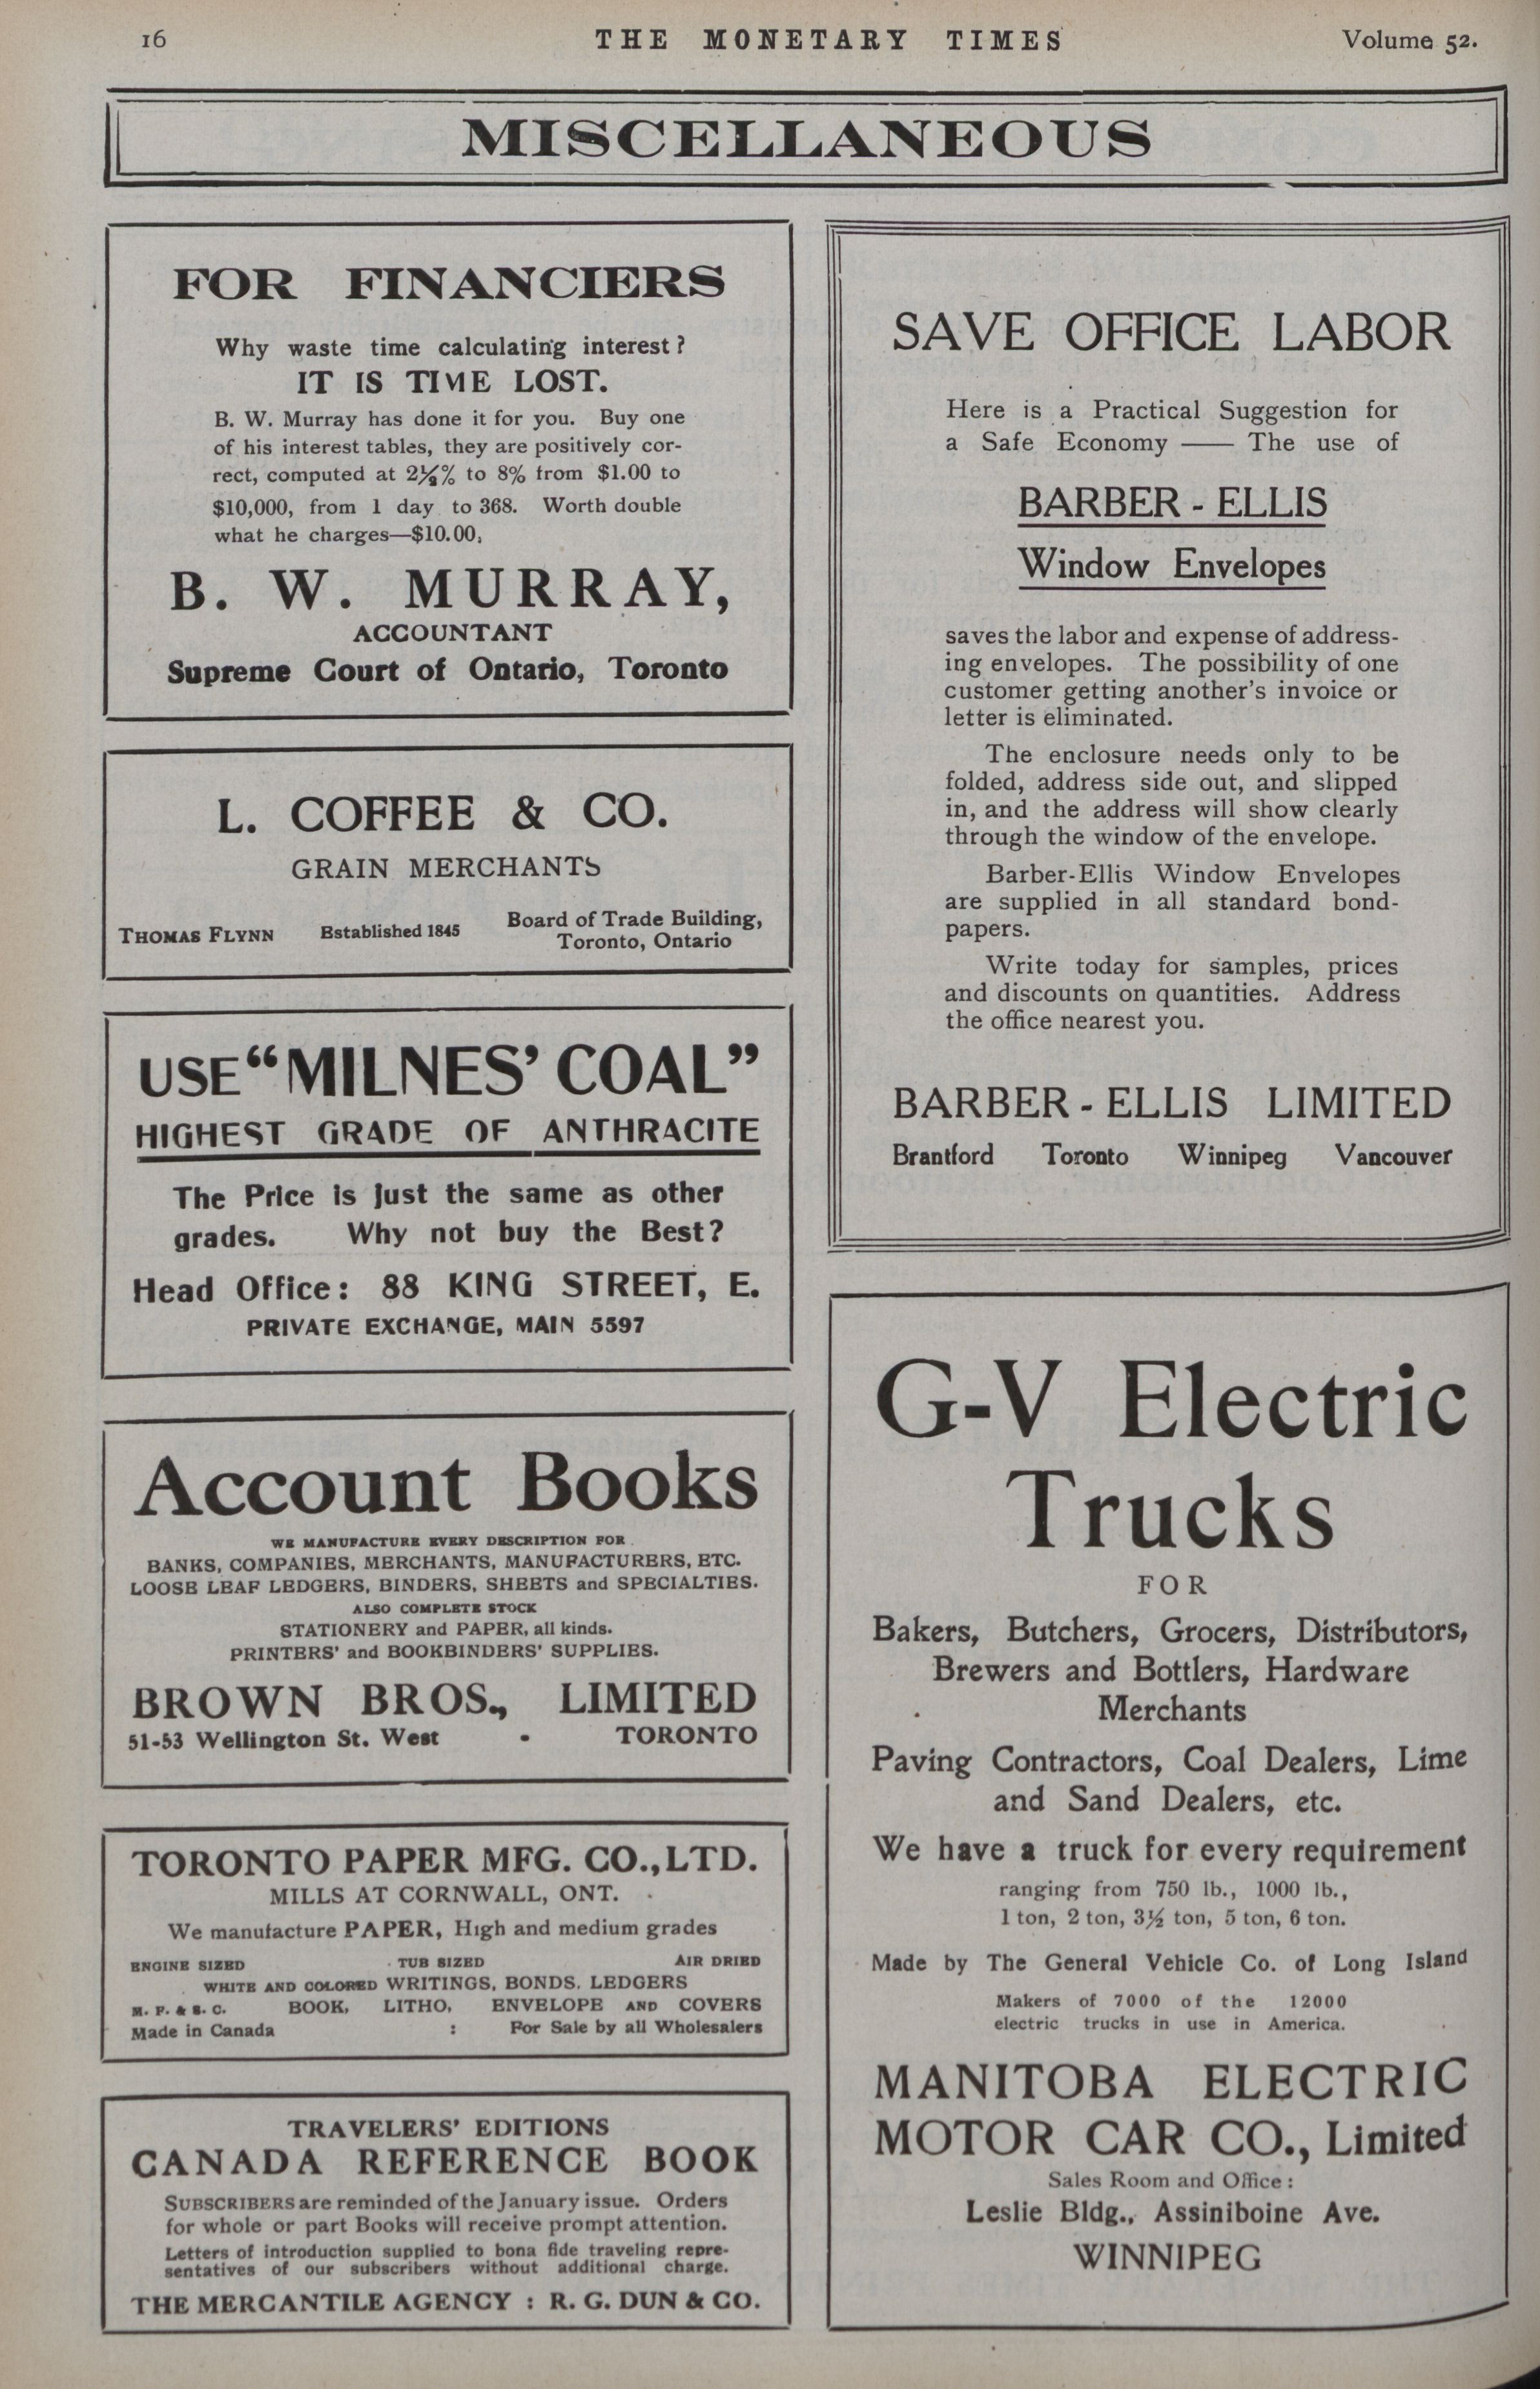 16 THE MONETARY TIMES Volume 52.
MISCELLANEOUS
FOR FINANCIERS
Why waste time calculating interest?
IT IS TIME LOST.
B. W. Murray has done it for you. Buy one
of his interest tables, they are positively cor-
rect, computed at 2½% to 8% from $1.00 to
$10,000, from 1 day to 368. Worth double
what he charges—$10.00,
B. W. MURRAY,
ACCOUNTANT
Supreme Court of Ontario, Toronto
L. COFFEE & CO.
GRAIN MERCHANTS
THOMAS FLYNN Established 1845 Board of Trade Building,
Toronto, Ontario
USE "MILNES' COAL"
HIGHEST GRADE OF ANTHRACITE
The Price is just the same as other
grades. Why not buy the Best?
Head Office: 88 KING STREET, E.
PRIVATE EXCHANGE, MAIN 5597
Account Books
WE MANUFACTURE EVERY DESCRIPTION FOR
BANKS, COMPANIES, MERCHANTS, MANUFACTURERS, ETC.
LOOSE LEAF LEDGERS, BINDERS, SHEETS and SPECIALTIES.
ALSO COMPLETE STOCK
STATIONERY and PAPER, all kinds.
PRINTERS' and BOOKBINDERS' SUPPLIES.
BROWN BROS., LIMITED
51-53 Wellington St. West - TORONTO
TORONTO PAPER MFG. CO., LTD.
MILLS AT CORNWALL, ONT.
We manufacture PAPER, High and medium grades
ENGINE SIZED TUB SIZED AIR DRIED
WHITE AND COLORED WRITINGS, BONDS, LEDGERS
M. F. & S. C. BOOK, LITHO, ENVELOPE AND COVERS
Made in Canada : For Sale by all Wholesalers
TRAVELERS' EDITIONS
CANADA REFERENCE BOOK
SUBSCRIBERS are reminded of the January issue. Orders
for whole or part Books will receive prompt attention.
Letters of introduction supplied to bona fide traveling repre-
sentatives of our subscribers without additional charge.
THE MERCANTILE AGENCY : R. G. DUN & CO.
SAVE OFFICE LABOR
Here is a Practical Suggestion for
a Safe Economy —— The use of
BARBER - ELLIS
Window Envelopes
saves the labor and expense of address-
ing envelopes. The possibility of one
customer getting another's invoice or
letter is eliminated.
The enclosure needs only to be
folded, address side out, and slipped
in, and the address will show clearly
through the window of the envelope.
Barber-Ellis Window Envelopes
are supplied in all standard bond-
papers.
Write today for samples, prices
and discounts on quantities. Address
the office nearest you.
BARBER - ELLIS LIMITED
Brantford Toronto Winnipeg Vancouver
G-V Electric
Trucks
FOR
Bakers, Butchers, Grocers, Distributors,
Brewers and Bottlers, Hardware
Merchants
Paving Contractors, Coal Dealers, Lime
and Sand Dealers, etc.
We have a truck for every requirement
ranging from 750 lb., 1000 lb.,
1 ton, 2 ton, 3½ ton, 5 ton, 6 ton.
Made by The General Vehicle Co. of Long Island
Makers of 7000 of the 12000
electric trucks in use in America.
MANITOBA ELECTRIC
MOTOR CAR CO., Limited
Sales Room and Office:
Leslie Bldg., Assiniboine Ave.
WINNIPEG